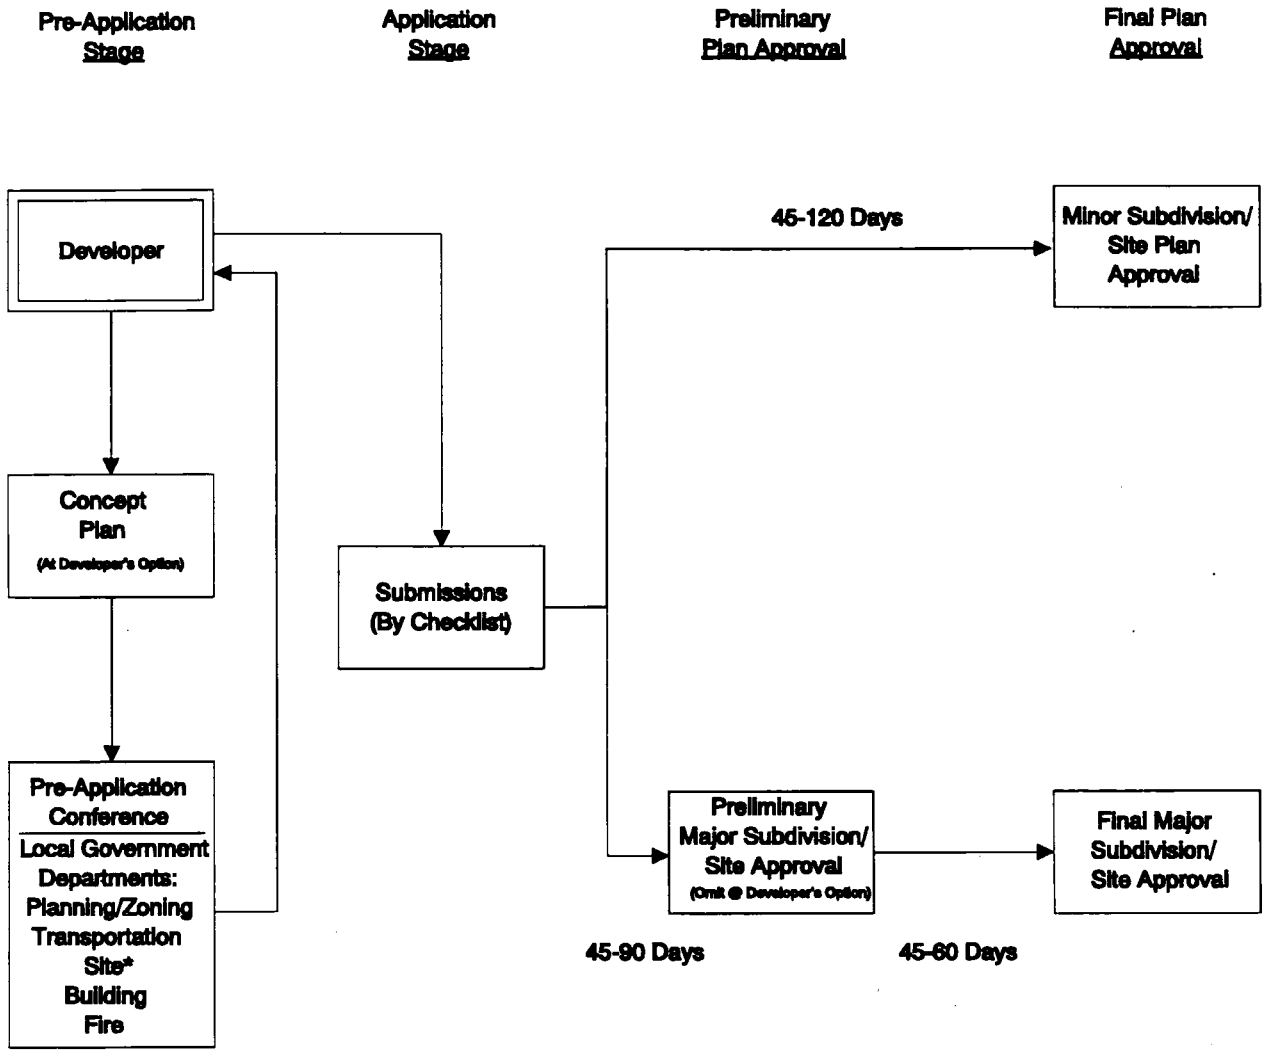 Pre-Application
Stage
Application
Stage
Preliminary
Plan Approval
Final Plan
Approval
Developer
45-120 Days
Minor Subdivision/
Site Plan
Approval
Concept
Plan
(At Developer's Option)
Submissions
(By Checklist)
Pre-Application
Conference
Local Government
Departments:
Planning/Zoning
Transportation
Site*
Building
Fire
Preliminary
Major Subdivision/
Site Approval
(Omit @ Developer's Option)
Final Major
Subdivision/
Site Approval
45-90 Days
45-60 Days